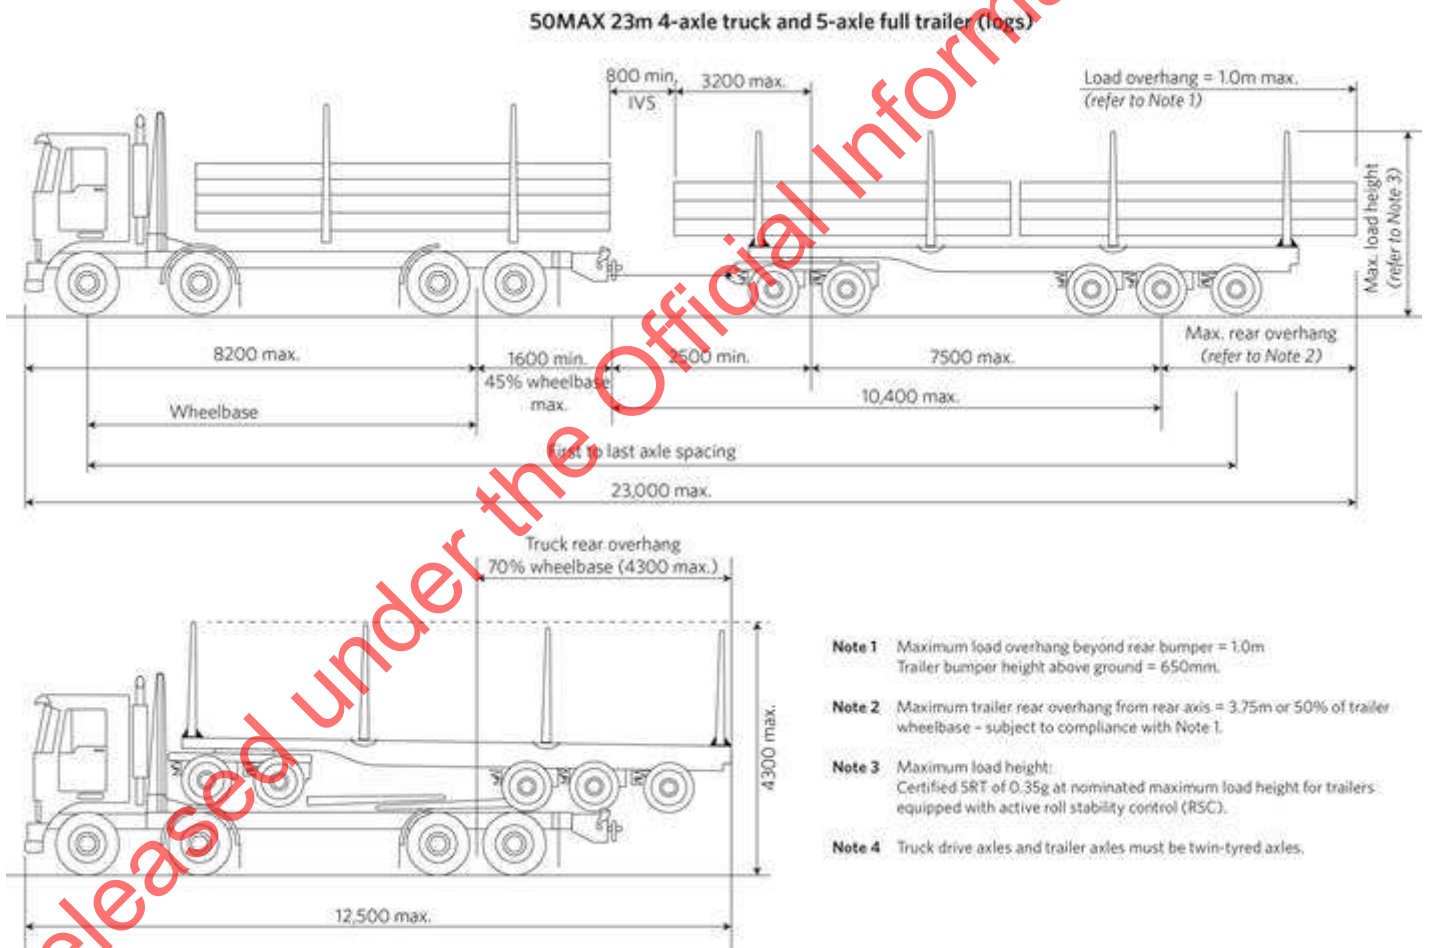 50MAX 23m 4-axle truck and 5-axle full trailer (logs)
800 min,
IVS
3200 max.
Load overhang = 1.0m max.
(refer to Note 1)
Max. load height
(refer to Note 3)
8200 max.
1600 min.
45% wheelbase
max.
2500 min.
7500 max.
Max. rear overhang
(refer to Note 2)
10,400 max.
Wheelbase
First to last axle spacing
23,000 max.
Truck rear overhang
70% wheelbase (4300 max.)
4300 max.
12,500 max.
Note 1 Maximum load overhang beyond rear bumper = 1.0m
Trailer bumper height above ground = 650mm.
Note 2 Maximum trailer rear overhang from rear axis = 3.75m or 50% of trailer
wheelbase – subject to compliance with Note 1.
Note 3 Maximum load height:
Certified SRT of 0.35g at nominated maximum load height for trailers
equipped with active roll stability control (RSC).
Note 4 Truck drive axles and trailer axles must be twin-tyred axles.
eleased under the Official Informa